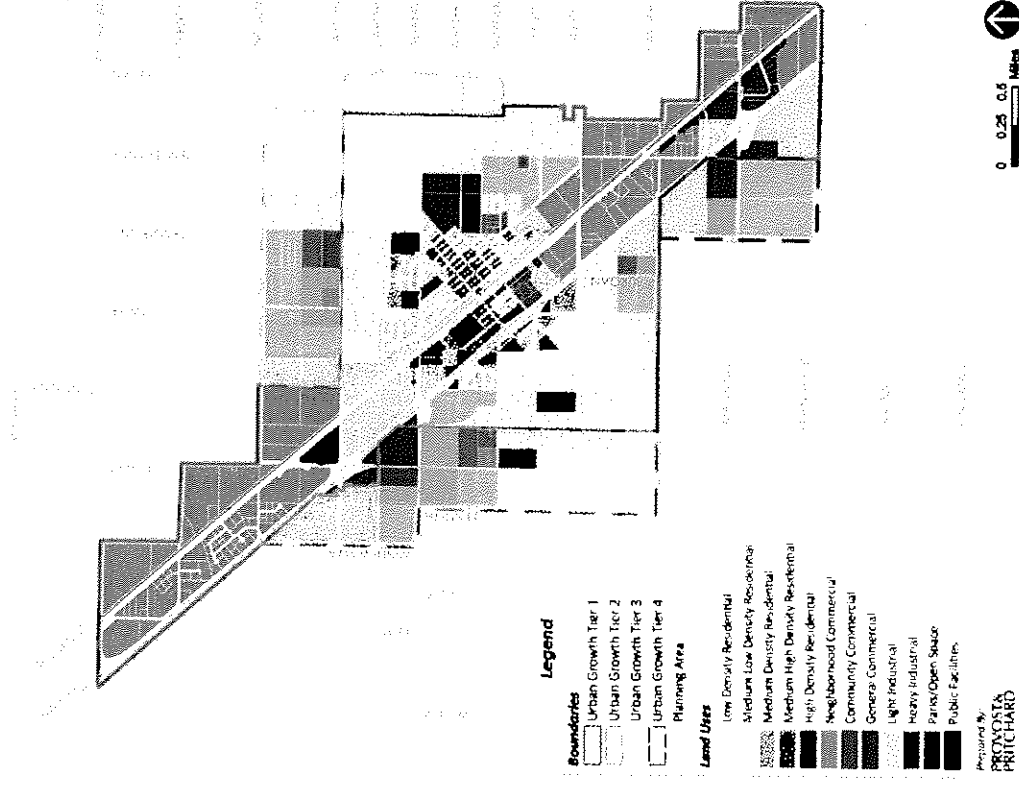 Legend
Boundaries
Urban Growth Tier 1
Urban Growth Tier 2
Urban Growth Tier 3
Urban Growth Tier 4
Planning Area
Land Uses
Low Density Residential
Medium Low Density Residential
Medium Density Residential
Medium High Density Residential
High Density Residential
Neighborhood Commercial
Community Commercial
General Commercial
Light Industrial
Heavy Industrial
Parks/Open Space
Public Facilities
Prepared By:
PROVOST &
PRITCHARD
0 0.25 0.5 Miles